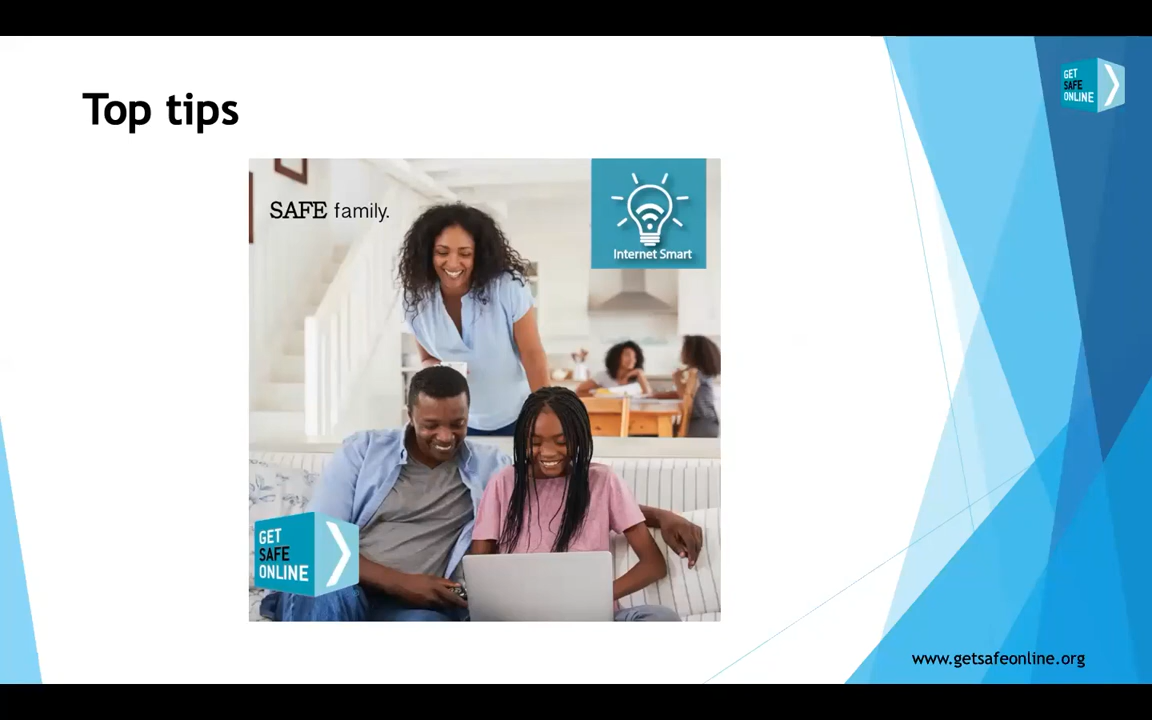 Top tips
GET
SAFE
ONLINE
SAFE family.
Internet Smart
GET
SAFE
ONLINE
www.getsafeonline.org